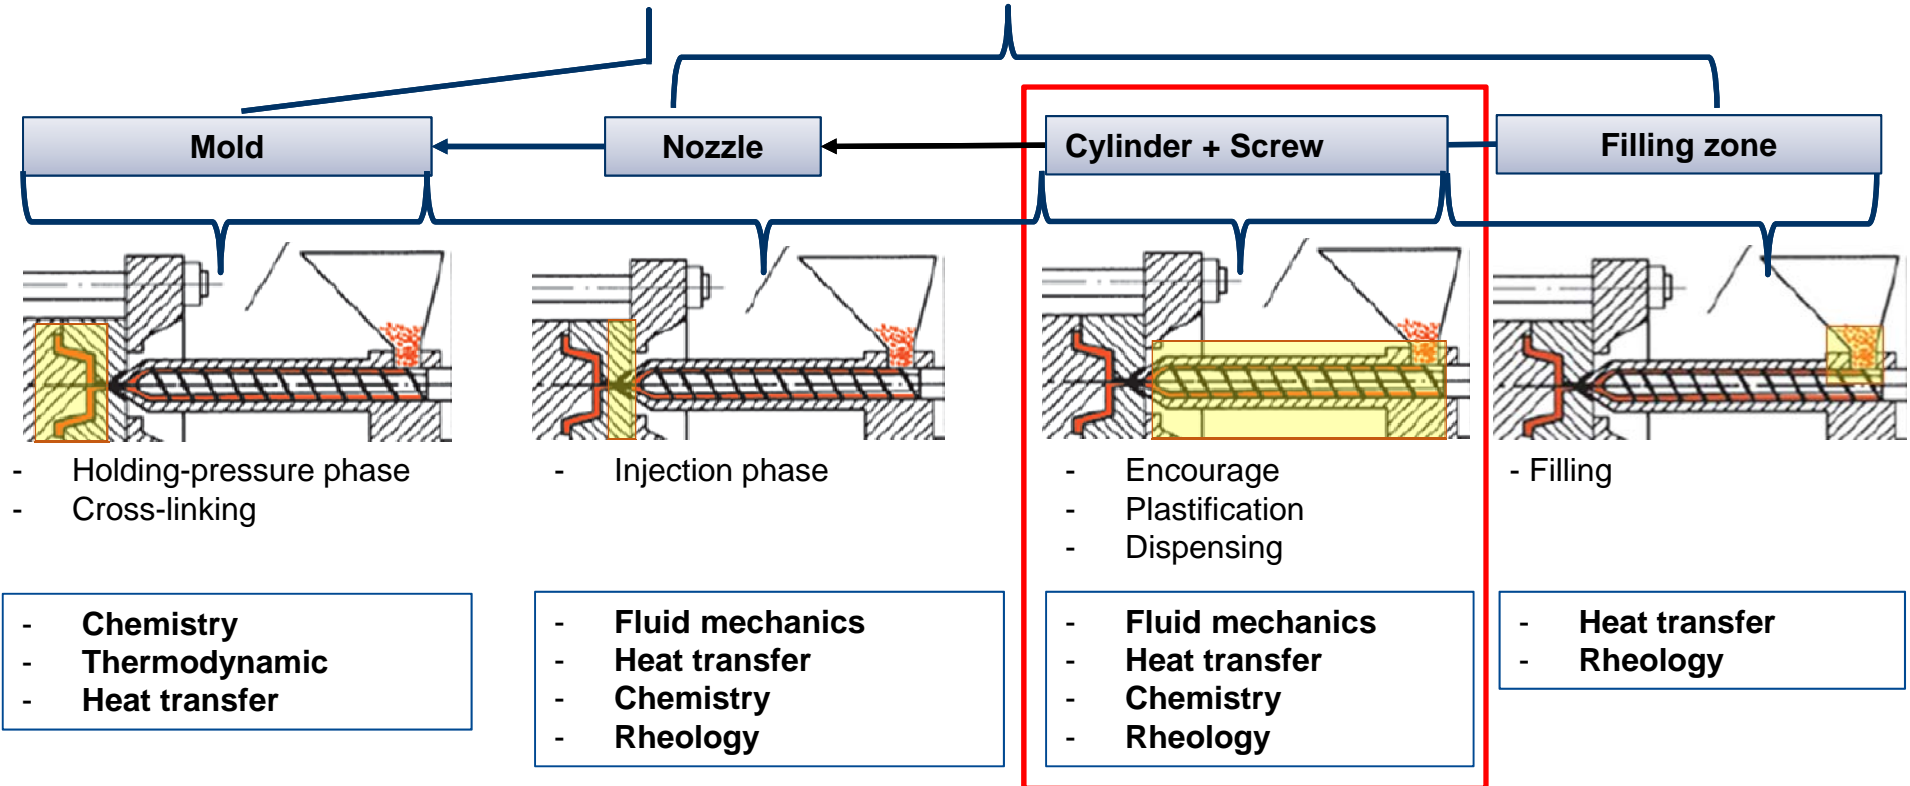 Mold
Nozzle
Cylinder + Screw
Filling zone
- Holding-pressure phase
- Cross-linking
- Injection phase
- Encourage
- Plastification
- Dispensing
- Filling
- Chemistry
- Thermodynamic
- Heat transfer
- Fluid mechanics
- Heat transfer
- Chemistry
- Rheology
- Fluid mechanics
- Heat transfer
- Chemistry
- Rheology
- Heat transfer
- Rheology